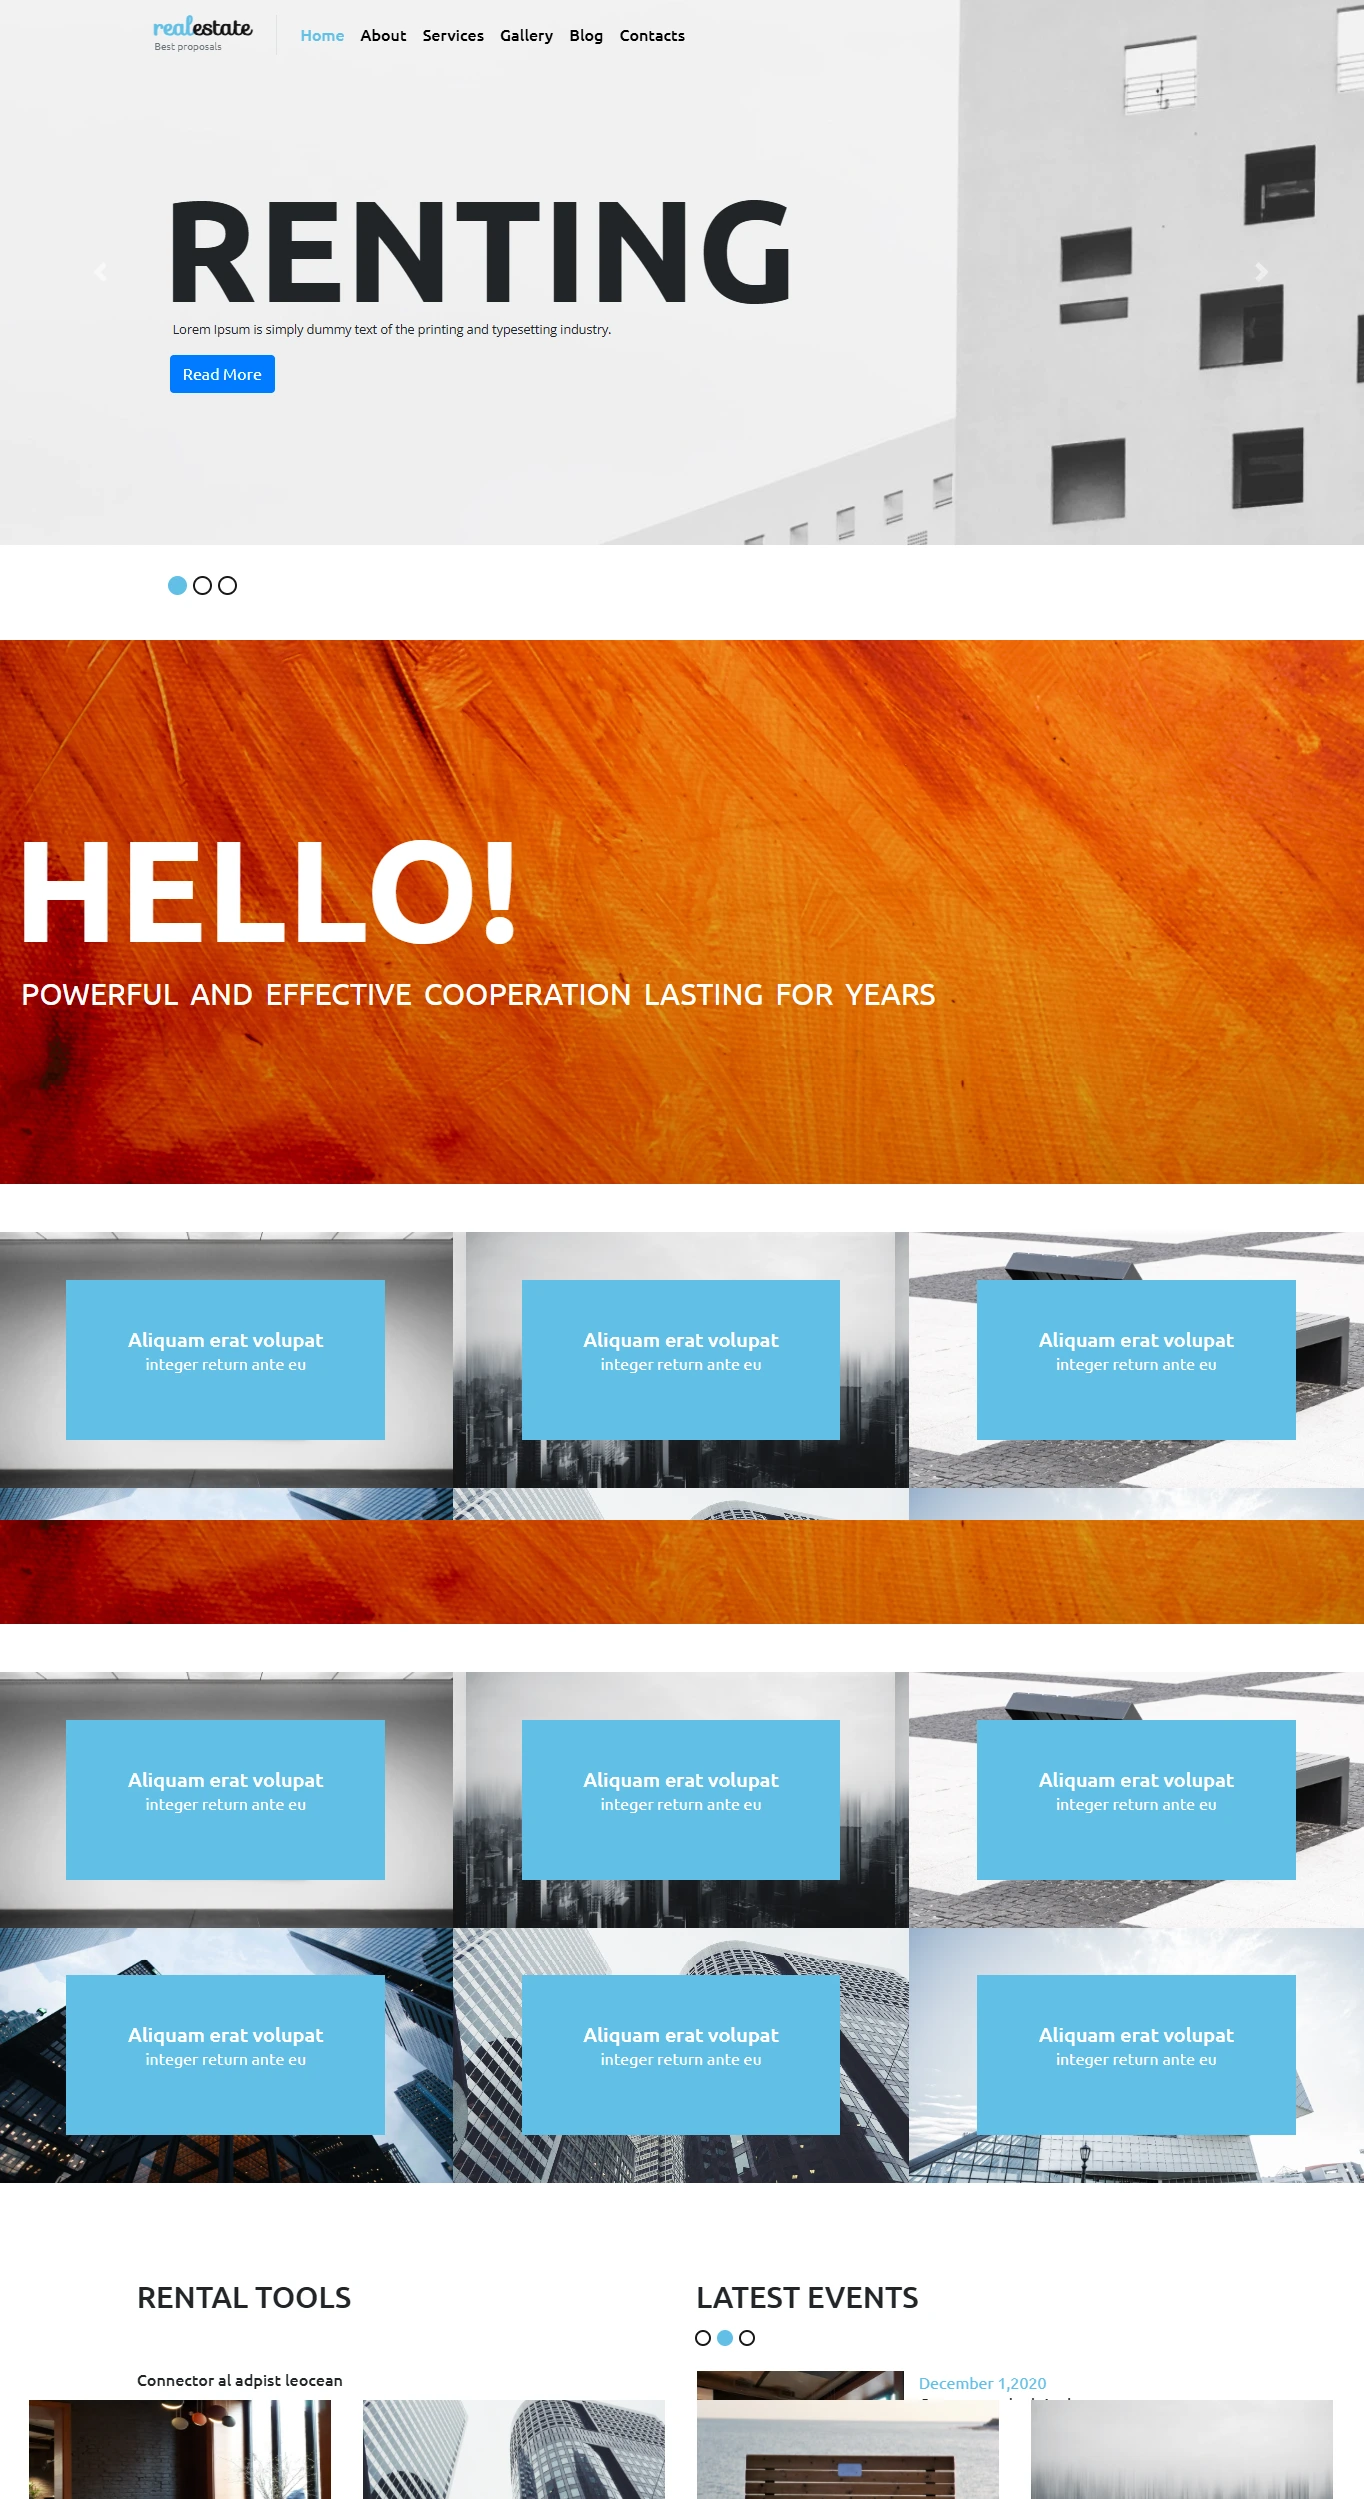 realestate
Best proposals
Home About Services Gallery Blog Contacts
RENTING
Lorem Ipsum is simply dummy text of the printing and typesetting industry.
Read More
HELLO!
POWERFUL AND EFFECTIVE COOPERATION LASTING FOR YEARS
Aliquam erat volupat
integer return ante eu
Aliquam erat volupat
integer return ante eu
Aliquam erat volupat
integer return ante eu
Aliquam erat volupat
integer return ante eu
Aliquam erat volupat
integer return ante eu
Aliquam erat volupat
integer return ante eu
Aliquam erat volupat
integer return ante eu
Aliquam erat volupat
integer return ante eu
Aliquam erat volupat
integer return ante eu
RENTAL TOOLS
Connector al adpist leocean
LATEST EVENTS
December 1,2020